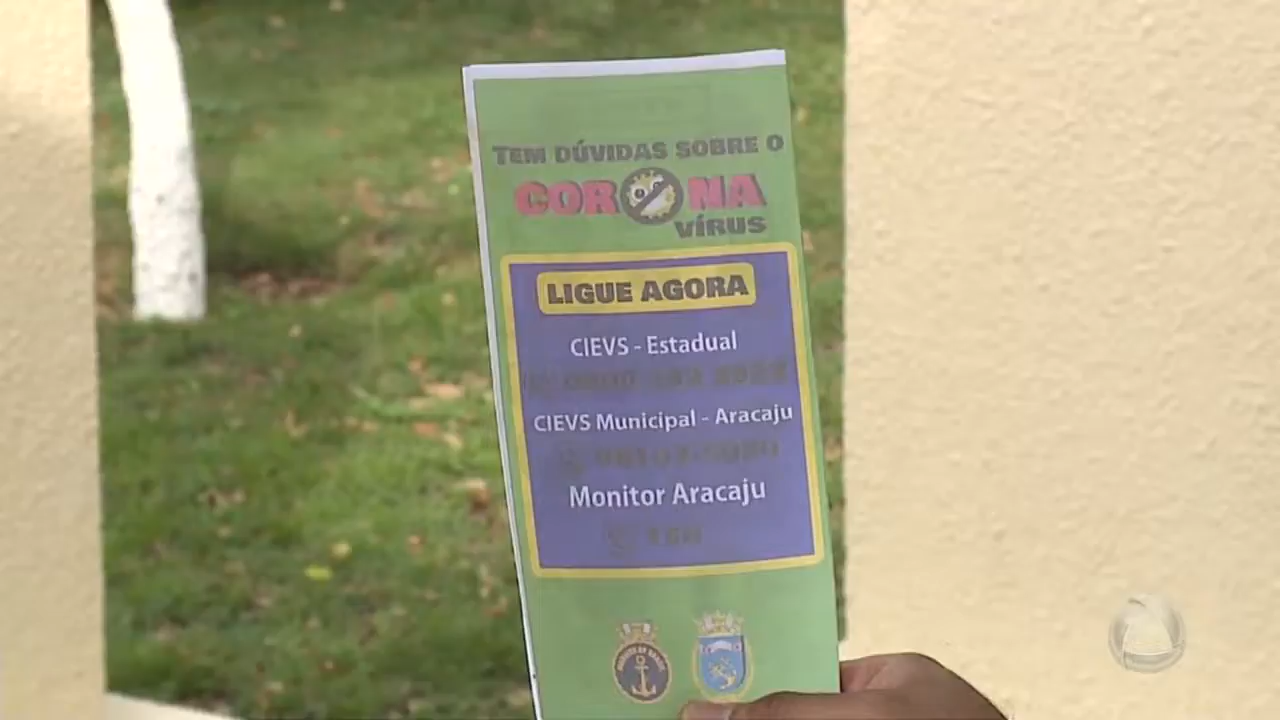 TEM DÚVIDAS SOBRE O
CORONA
VÍRUS
LIGUE AGORA
CIEVS - Estadual
CIEVS Municipal - Aracaju
Monitor Aracaju